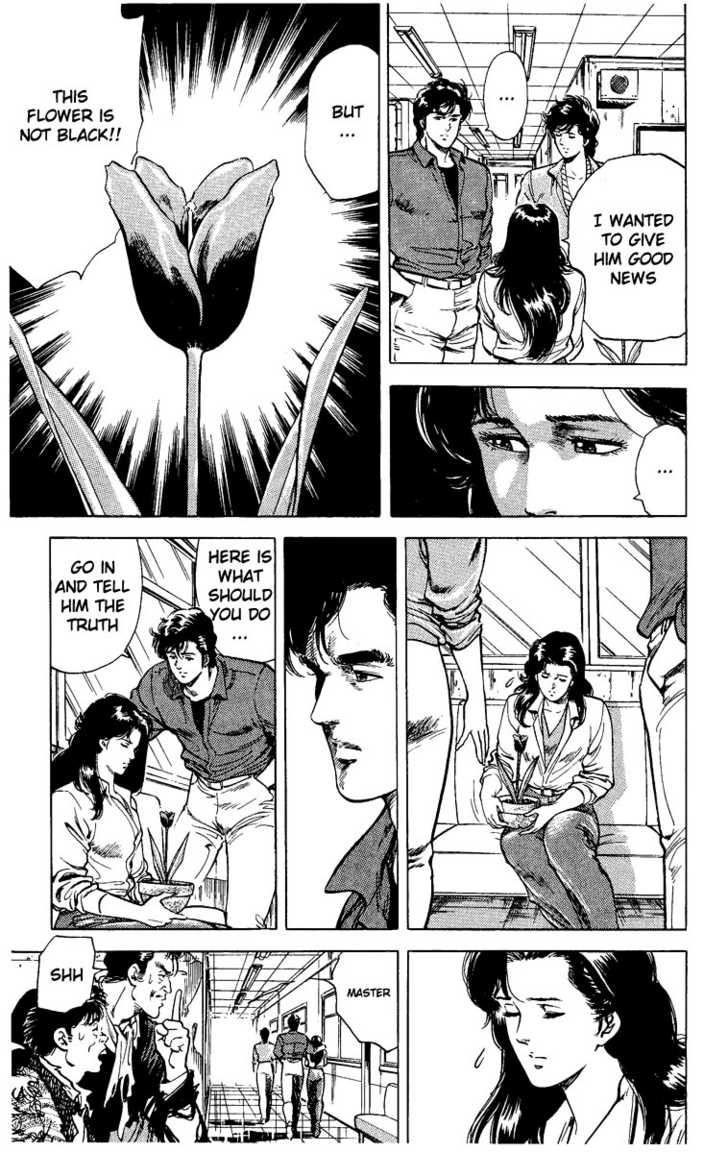 ...
I WANTED
TO GIVE
HIM GOOD
NEWS
BUT
...
THIS
FLOWER IS
NOT BLACK!!
...
HERE IS
WHAT
SHOULD
YOU DO
...
GO IN
AND TELL
HIM THE
TRUTH
MASTER
SHH